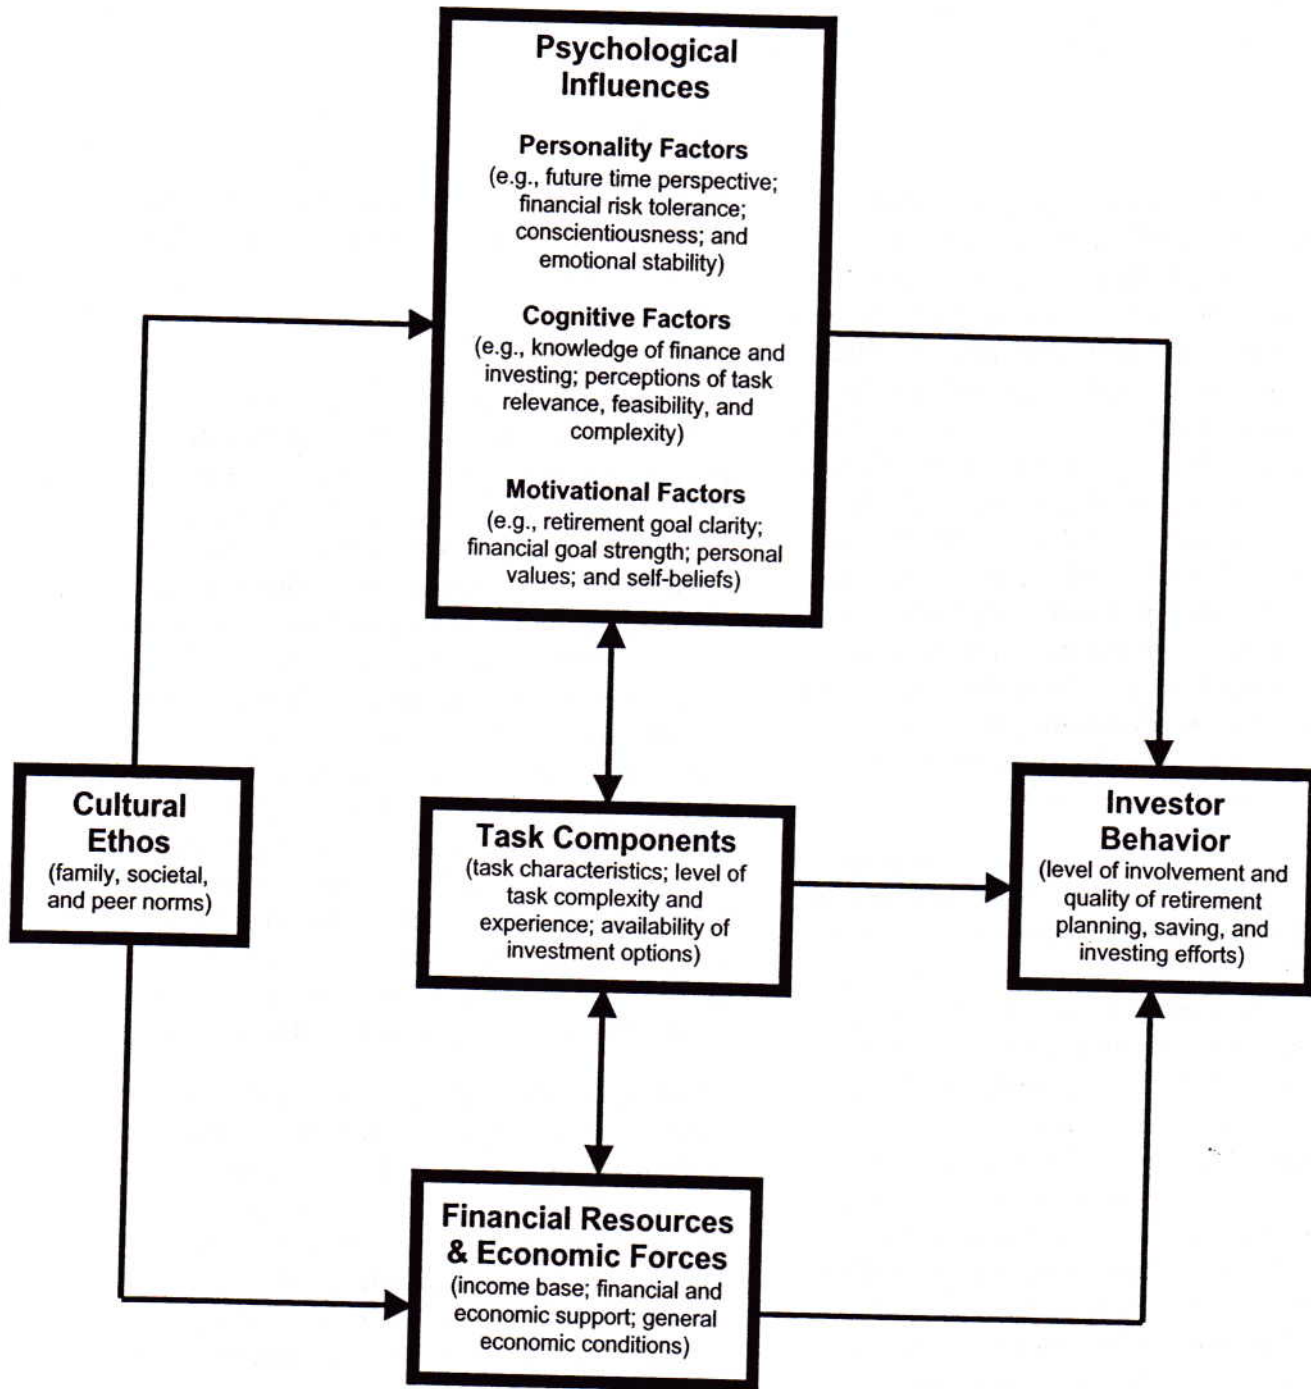 Psychological
Influences
Personality Factors
(e.g., future time perspective;
financial risk tolerance;
conscientiousness; and
emotional stability)
Cognitive Factors
(e.g., knowledge of finance and
investing; perceptions of task
relevance, feasibility, and
complexity)
Motivational Factors
(e.g., retirement goal clarity;
financial goal strength; personal
values; and self-beliefs)
Cultural
Ethos
(family, societal,
and peer norms)
Task Components
(task characteristics; level of
task complexity and
experience; availability of
investment options)
Investor
Behavior
(level of involvement and
quality of retirement
planning, saving, and
investing efforts)
Financial Resources
& Economic Forces
(income base; financial and
economic support; general
economic conditions)